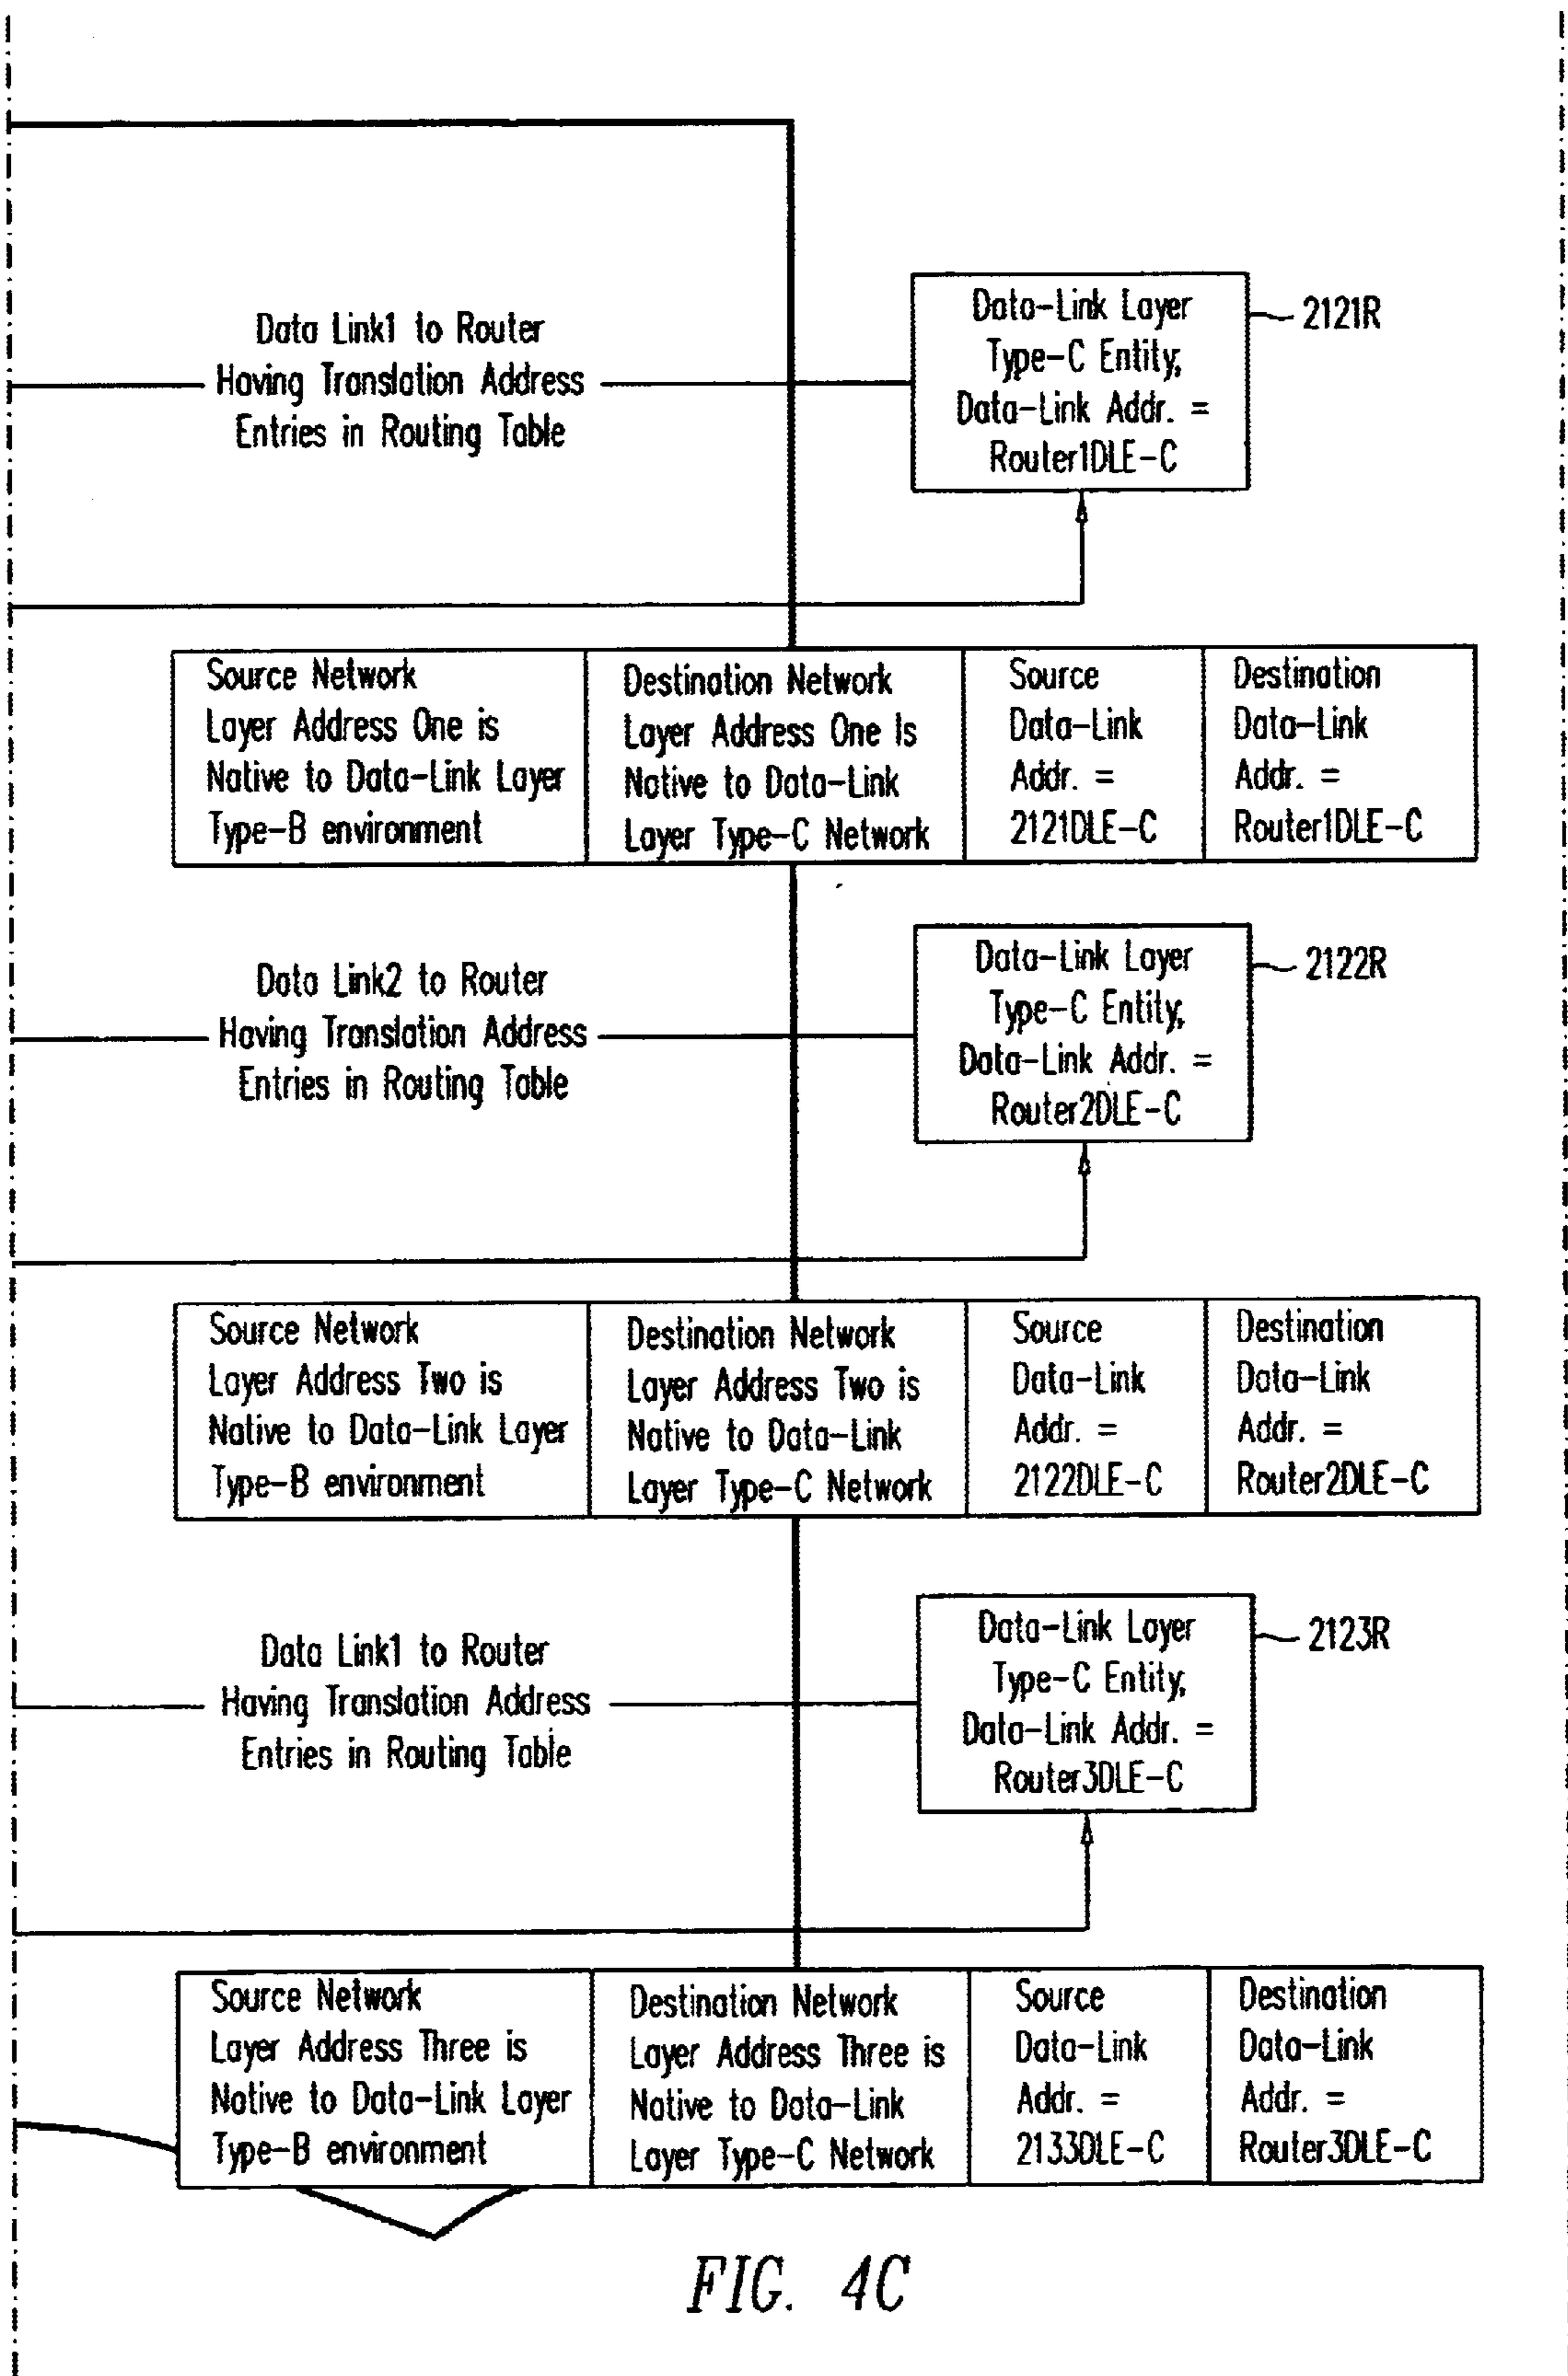 Data Link1 to Router
Having Translation Address
Entries in Routing Table
Data-Link Layer
Type-C Entity,
Data-Link Addr. =
Router1DLE-C
2121R
Source Network
Layer Address One is
Native to Data-Link Layer
Type-B environment
Destination Network
Layer Address One Is
Native to Data-Link
Layer Type-C Network
Source
Data-Link
Addr. =
2121DLE-C
Destination
Data-Link
Addr. =
Router1DLE-C
Data Link2 to Router
Having Translation Address
Entries in Routing Table
Data-Link Layer
Type-C Entity,
Data-Link Addr. =
Router2DLE-C
2122R
Source Network
Layer Address Two is
Native to Data-Link Layer
Type-B environment
Destination Network
Layer Address Two is
Native to Data-Link
Layer Type-C Network
Source
Data-Link
Addr. =
2122DLE-C
Destination
Data-Link
Addr. =
Router2DLE-C
Data Link1 to Router
Having Translation Address
Entries in Routing Table
Data-Link Layer
Type-C Entity,
Data-Link Addr. =
Router3DLE-C
2123R
Source Network
Layer Address Three is
Native to Data-Link Layer
Type-B environment
Destination Network
Layer Address Three is
Native to Data-Link
Layer Type-C Network
Source
Data-Link
Addr. =
2133DLE-C
Destination
Data-Link
Addr. =
Router3DLE-C
FIG. 4C